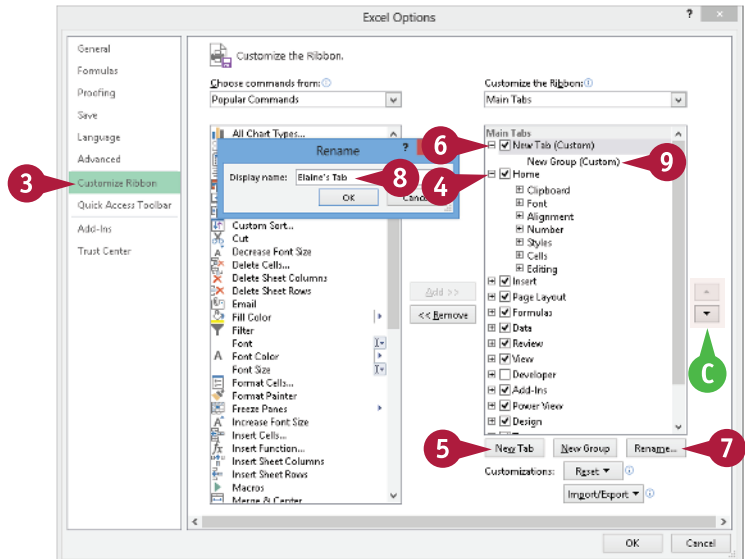 Excel Options
?
General
Formulas
Proofing
Save
Language
Advanced
Customize Ribbon
Quick Access Toolbar
Add-Ins
Trust Center
3
Customize the Ribbon.
Choose commands from:
Popular Commands
All Chart Types...
Rename
?
Display name: Elaine's Tab
8
OK
Custom Sort...
Cut
Decrease Font Size
Delete Cells...
Delete Sheet Columns
Delete Sheet Rows
Email
Fill Color
Filter
Font
Font Color
Font Size
Format Cells...
Format Painter
Freeze Panes
Increase Font Size
Insert Cells...
Insert Function...
Insert Sheet Columns
Insert Sheet Rows
Macros
Merge & Center
Add >>
<< Remove
Customize the Ribbon:
Main Tabs
Main Tabs
6
New Tab (Custom)
New Group (Custom)
9
4
Home
Clipboard
Font
Alignment
Number
Styles
Cells
Editing
Insert
Page Layout
Formulas
Data
Review
View
Developer
Add-Ins
Power View
Design
C
5
New Tab
New Group
Rename...
7
Customizations:
Reset
Import/Export
OK
Cancel